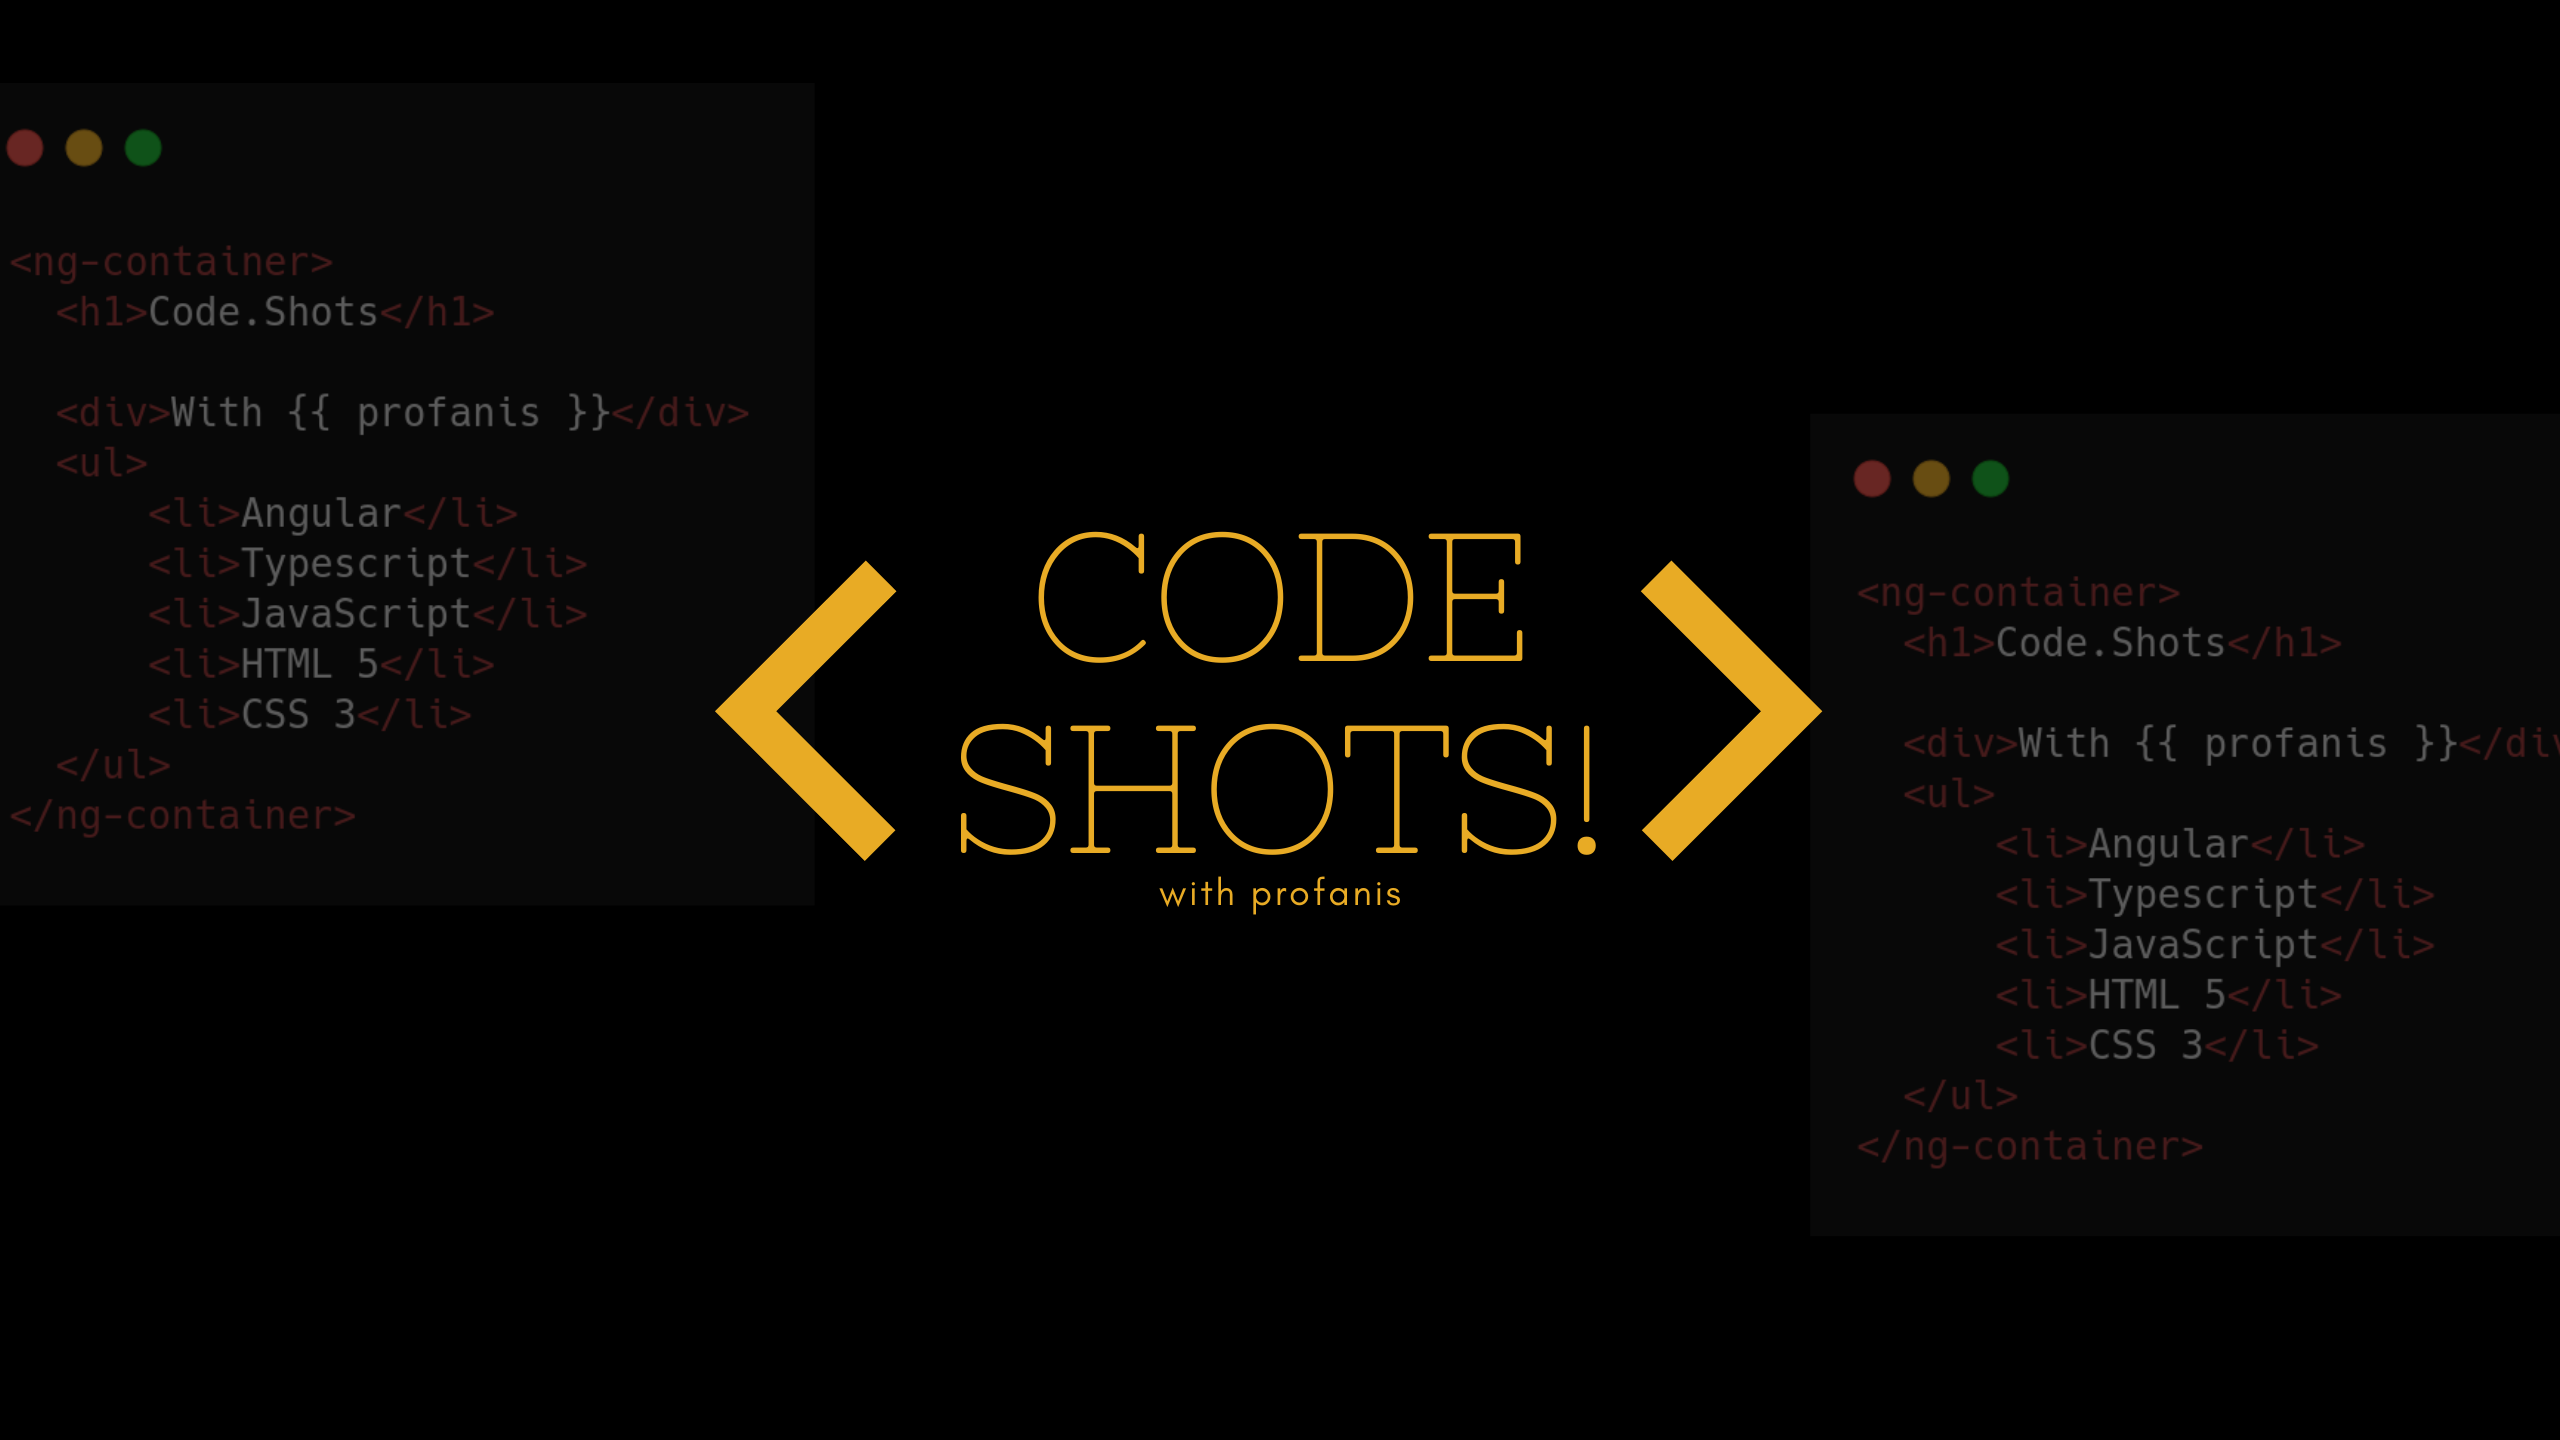 <ng-container>
  <h1>Code.Shots</h1>
  <div>With {{ profanis }}</div>
  <ul>
      <li>Angular</li>
      <li>Typescript</li>
      <li>JavaScript</li>
      <li>HTML 5</li>
      <li>CSS 3</li>
  </ul>
</ng-container>
CODE
SHOTS!
with profanis
<ng-container>
  <h1>Code.Shots</h1>
  <div>With {{ profanis }}</div
  <ul>
      <li>Angular</li>
      <li>Typescript</li>
      <li>JavaScript</li>
      <li>HTML 5</li>
      <li>CSS 3</li>
  </ul>
</ng-container>